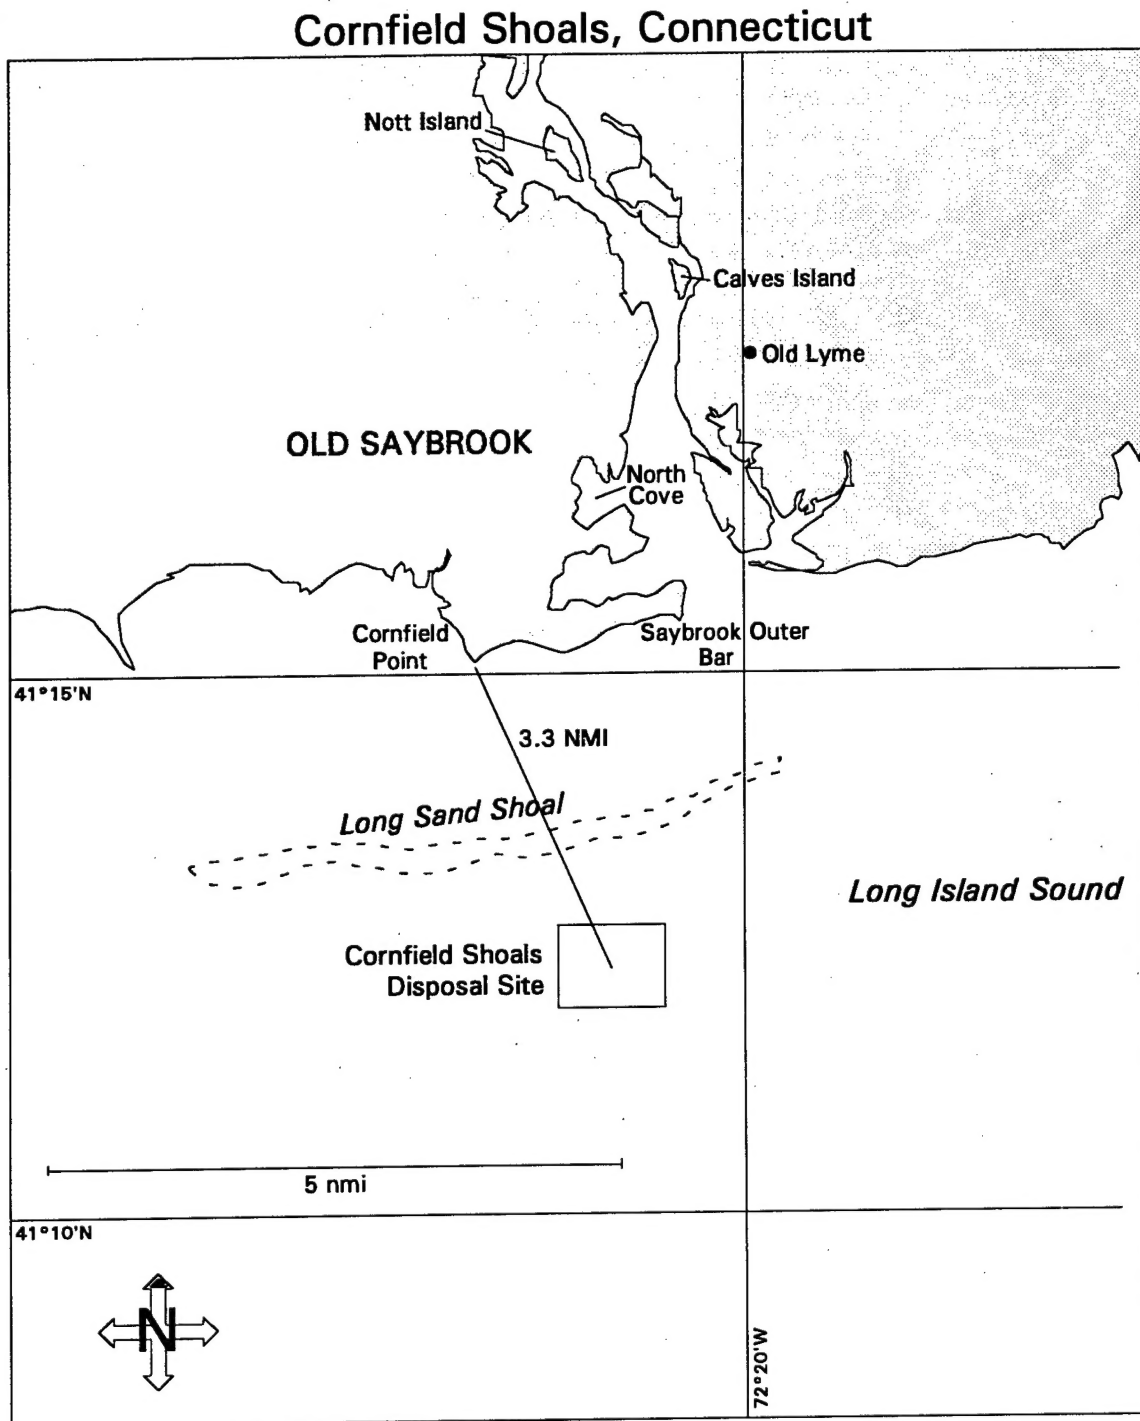 Cornfield Shoals, Connecticut
Nott Island
Calves Island
Old Lyme
OLD SAYBROOK
North
Cove
Cornfield
Point
Saybrook Outer
Bar
41°15'N
3.3 NMI
Long Sand Shoal
Long Island Sound
Cornfield Shoals
Disposal Site
5 nmi
41°10'N
N
72°20'W